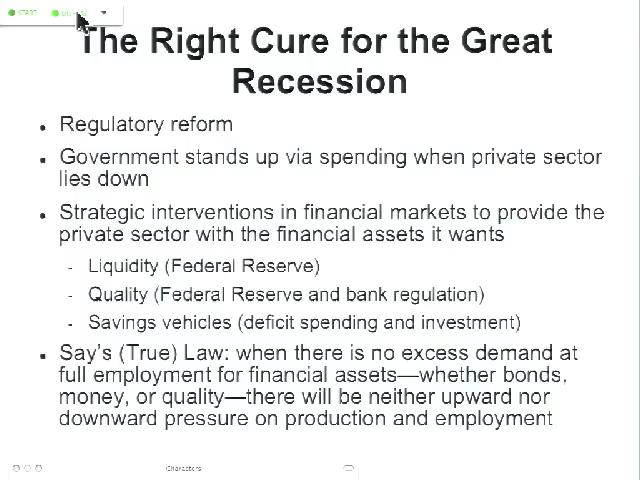 START
The Right Cure for the Great
Recession
• Regulatory reform
• Government stands up via spending when private sector
lies down
• Strategic interventions in financial markets to provide the
private sector with the financial assets it wants
- Liquidity (Federal Reserve)
- Quality (Federal Reserve and bank regulation)
- Savings vehicles (deficit spending and investment)
• Say's (True) Law: when there is no excess demand at
full employment for financial assets—whether bonds,
money, or quality—there will be neither upward nor
downward pressure on production and employment
Characters